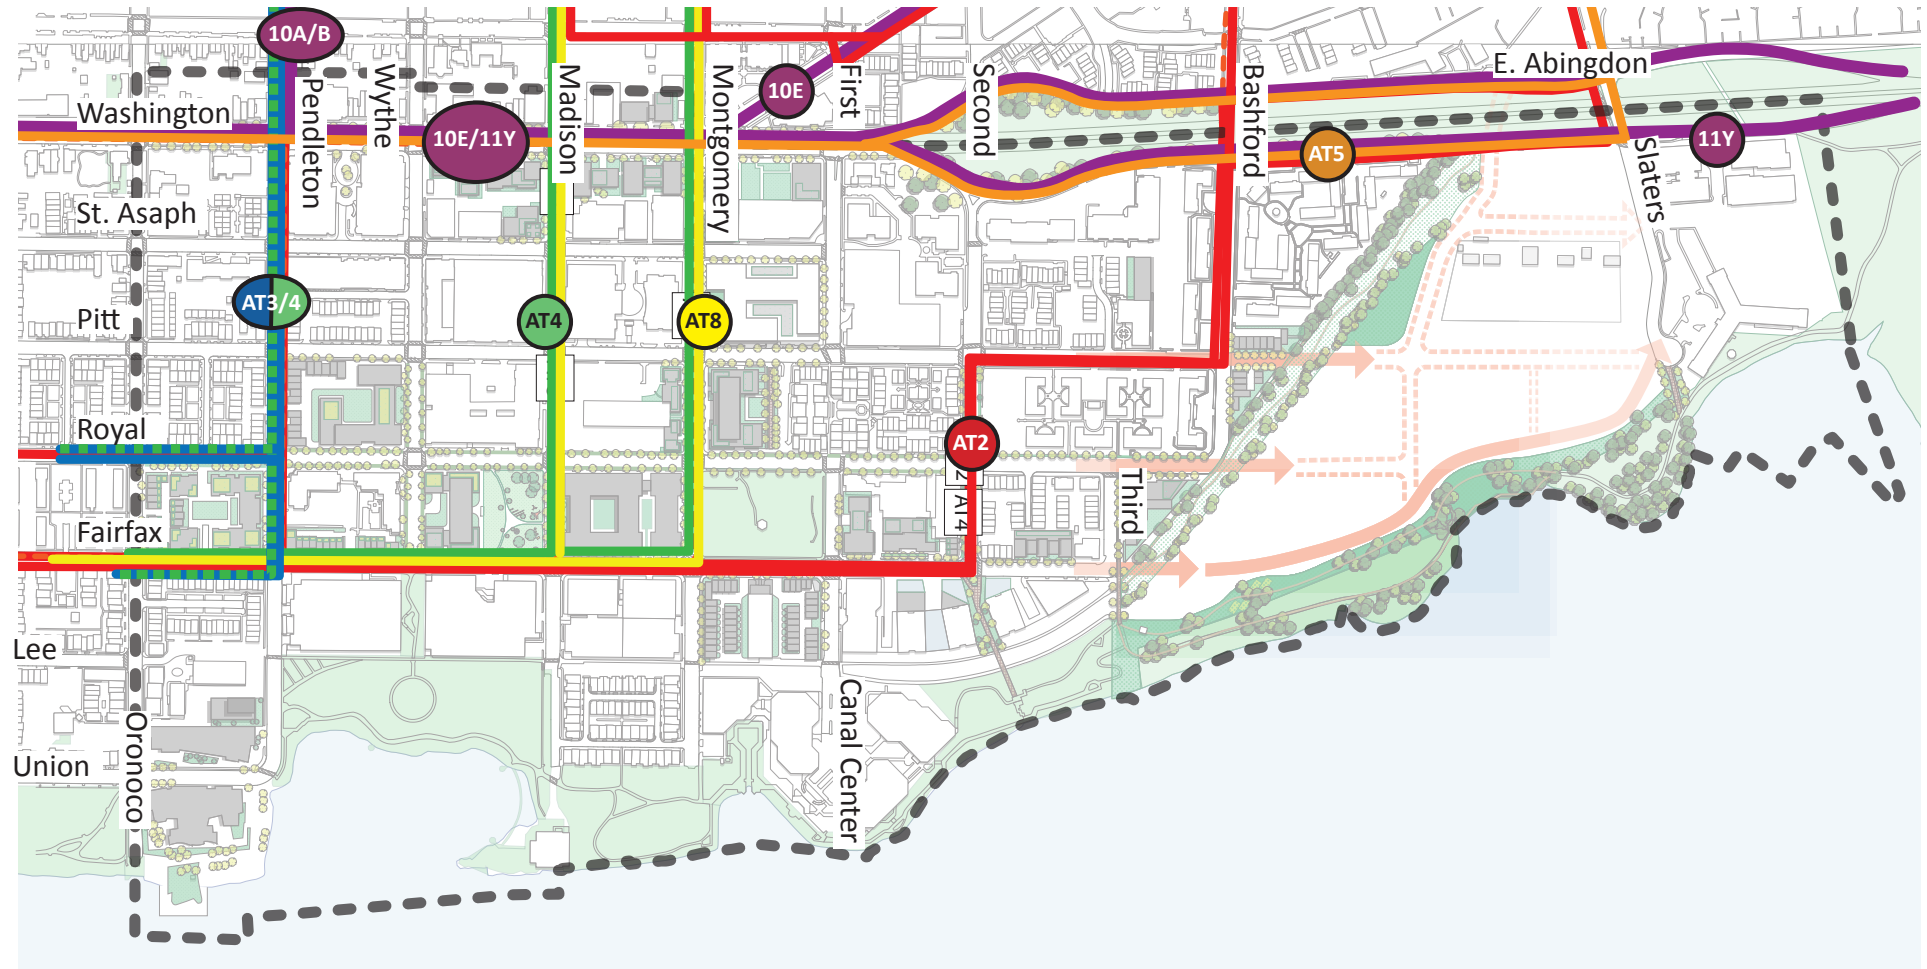 10A/B
Pendleton
Wythe
Madison
Montgomery
10E
First
Second
Bashford
E. Abingdon
Washington
10E/11Y
AT5
Slaters
11Y
St. Asaph
AT3/4
Pitt
AT4
AT8
Royal
AT2
Third
2
AT4
Fairfax
Lee
Oronoco
Canal Center
Union